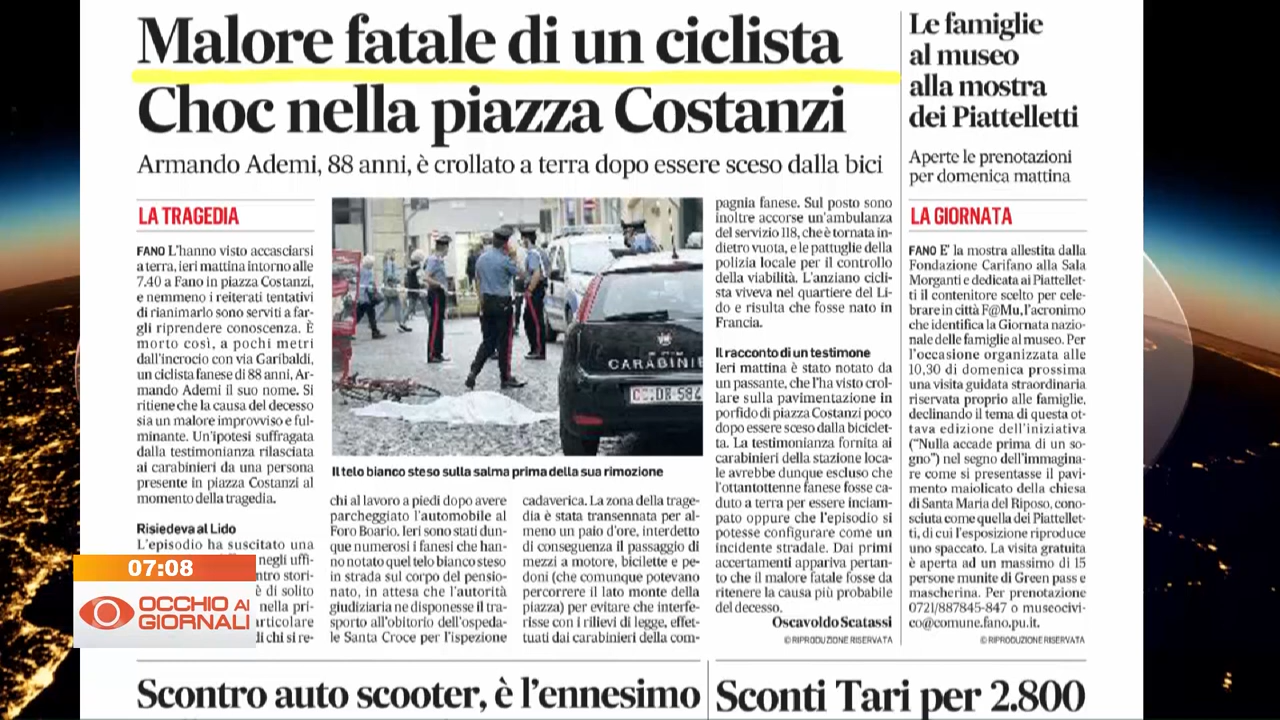 Malore fatale di un ciclista
Choc nella piazza Costanzi
Armando Ademi, 88 anni, è crollato a terra dopo essere sceso dalla bici
LA TRAGEDIA
FANO L'hanno visto accasciarsi
a terra, ieri mattina intorno alle
7.40 a Fano in piazza Costanzi,
e nemmeno i reiterati tentativi
di rianimarlo sono serviti a far-
gli riprendere conoscenza. È
morto così, a pochi metri
dall'incrocio con via Garibaldi,
un ciclista fanese di 88 anni, Ar-
mando Ademi il suo nome. Si
ritiene che la causa del decesso
sia un malore improvviso e ful-
minante. Un'ipotesi suffragata
dalla testimonianza rilasciata
ai carabinieri da una persona
presente in piazza Costanzi al
momento della tragedia.
Risiedeva al Lido
L'episodio ha suscitato una
negli uffi-
ntro stori-
è di solito
nella pri-
articolare
di chi si re-
CARABINIE
CC DR 584
Il telo bianco steso sulla salma prima della sua rimozione
chi al lavoro a piedi dopo avere
parcheggiato l'automobile al
Foro Boario. Ieri sono stati dun-
que numerosi i fanesi che han-
no notato quel telo bianco steso
in strada sul corpo del pensio-
nato, in attesa che l'autorità
giudiziaria ne disponesse il tra-
sporto all'obitorio dell'ospeda-
le Santa Croce per l'ispezione
cadaverica. La zona della trage-
dia è stata transennata per al-
meno un paio d'ore, interdetto
di conseguenza il passaggio di
mezzi a motore, biciclette e pe-
doni (che comunque potevano
percorrere il lato monte della
piazza) per evitare che interfe-
risse con i rilievi di legge, effet-
tuati dai carabinieri della com-
pagnia fanese. Sul posto sono
inoltre accorse un'ambulanza
del servizio 118, che è tornata in-
dietro vuota, e le pattuglie della
polizia locale per il controllo
della viabilità. L'anziano cicli-
sta viveva nel quartiere del Li-
do e risulta che fosse nato in
Francia.
Il racconto di un testimone
Ieri mattina è stato notato da
un passante, che l'ha visto crol-
lare sulla pavimentazione in
porfido di piazza Costanzi poco
dopo essere sceso dalla biciclet-
ta. La testimonianza fornita ai
carabinieri della stazione loca-
le avrebbe dunque escluso che
l'ottantottenne fanese fosse ca-
duto a terra per essere inciam-
pato oppure che l'episodio si
potesse configurare come un
incidente stradale. Dai primi
accertamenti appariva pertan-
to che il malore fatale fosse da
ritenere la causa più probabile
del decesso.
Oscavoldo Scatassi
© RIPRODUZIONE RISERVATA
Le famiglie
al museo
alla mostra
dei Piattelletti
Aperte le prenotazioni
per domenica mattina
LA GIORNATA
FANO E' la mostra allestita dalla
Fondazione Carifano alla Sala
Morganti e dedicata ai Piattellet-
ti il contenitore scelto per cele-
brare in città F@Mu, l'acronimo
che identifica la Giornata nazio-
nale delle famiglie al museo. Per
l'occasione organizzata alle
10,30 di domenica prossima
una visita guidata straordinaria
riservata proprio alle famiglie,
declinando il tema di questa ot-
tava edizione dell'iniziativa
("Nulla accade prima di un so-
gno") nel segno dell'immagina-
re come si presentasse il pavi-
mento maiolicato della chiesa
di Santa Maria del Riposo, cono-
sciuta come quella dei Piattellet-
ti, di cui l'esposizione riproduce
uno spaccato. La visita gratuita
è aperta ad un massimo di 15
persone munite di Green pass e
mascherina. Per prenotazione
0721/887845-847 o museocivi-
co@comune.fano.pu.it.
© RIPRODUZIONE RISERVATA
07:08
OCCHIO AI
GIORNALI
Scontro auto scooter, è l'ennesimo
Sconti Tari per 2.800